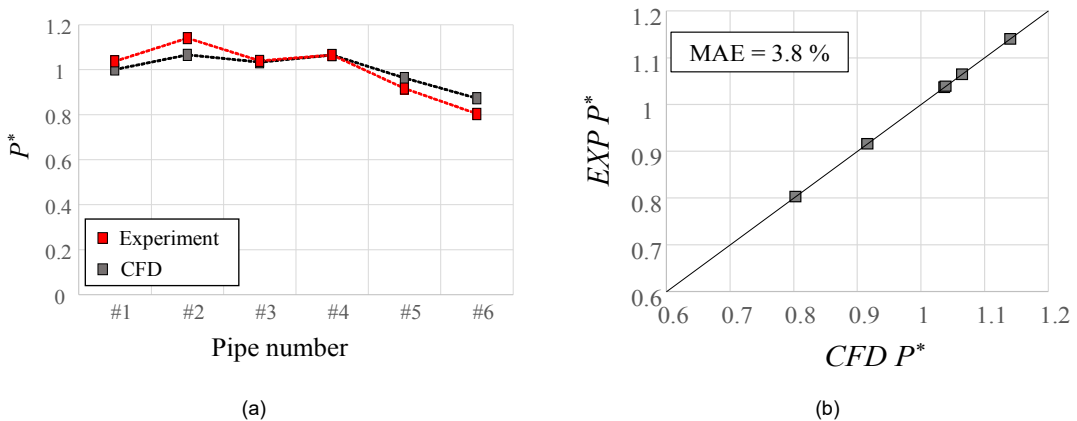 1.2
1
0.8
0.6
0.4
0.2
0
P*
Experiment
CFD
#1 #2 #3 #4 #5 #6
Pipe number
(a)
1.2
1.1
1
0.9
0.8
0.7
0.6
EXP P*
MAE = 3.8 %
0.6 0.7 0.8 0.9 1 1.1 1.2
CFD P*
(b)